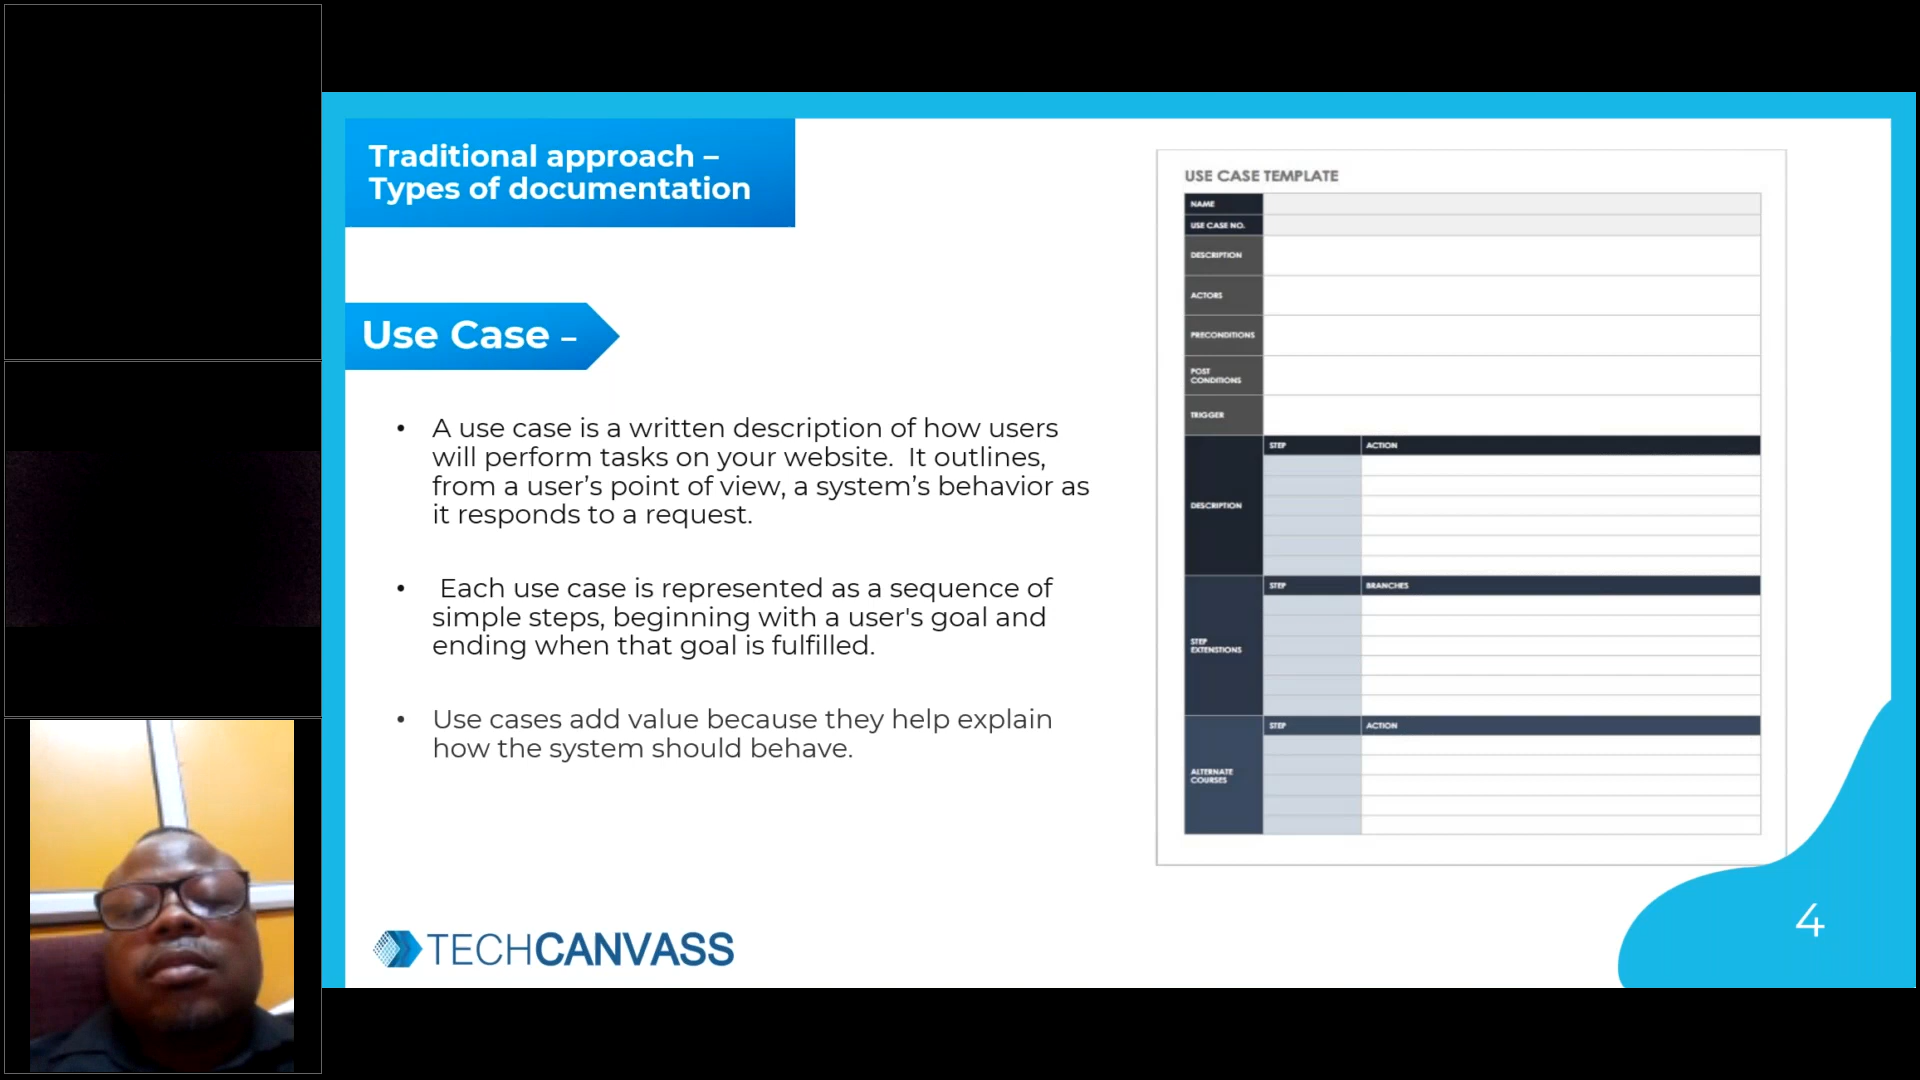 Traditional approach –
Types of documentation
Use Case –
• A use case is a written description of how users
will perform tasks on your website.  It outlines,
from a user’s point of view, a system’s behavior as
it responds to a request.
• Each use case is represented as a sequence of
simple steps, beginning with a user's goal and
ending when that goal is fulfilled.
• Use cases add value because they help explain
how the system should behave.
USE CASE TEMPLATE
NAME
USE CASE NO.
DESCRIPTION
ACTORS
PRECONDITIONS
POST
CONDITIONS
TRIGGER
STEP ACTION
DESCRIPTION
STEP BRANCHES
STEP
EXTENSTIONS
STEP ACTION
ALTERNATE
COURSES
TECHCANVASS
4